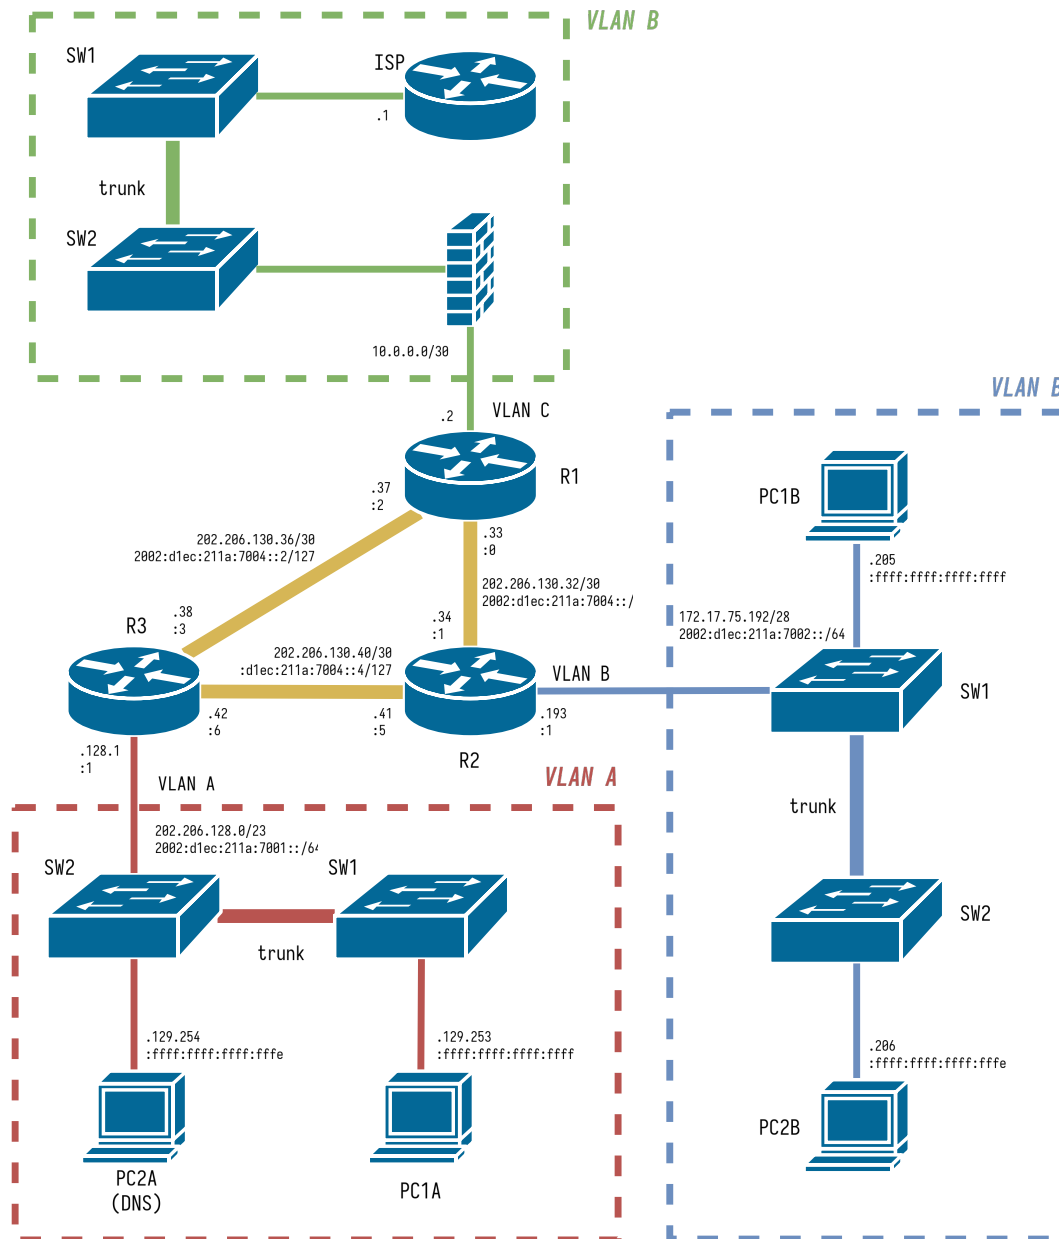 VLAN B
SW1
ISP
.1
trunk
SW2
10.0.0.0/30
.2
VLAN C
R1
.37
:2
.33
:0
202.206.130.36/30
2002:d1ec:211a:7004::2/127
202.206.130.32/30
2002:d1ec:211a:7004::/
.38
:3
R3
.34
:1
202.206.130.40/30
:d1ec:211a:7004::4/127
VLAN B
.42
:6
.41
:5
.193
:1
R2
.128.1
:1
VLAN A
VLAN A
202.206.128.0/23
2002:d1ec:211a:7001::/64
SW2
SW1
trunk
.129.254
:ffff:ffff:ffff:fffe
.129.253
:ffff:ffff:ffff:ffff
PC2A
(DNS)
PC1A
VLAN B
PC1B
.205
:ffff:ffff:ffff:ffff
172.17.75.192/28
2002:d1ec:211a:7002::/64
SW1
trunk
SW2
.206
:ffff:ffff:ffff:fffe
PC2B